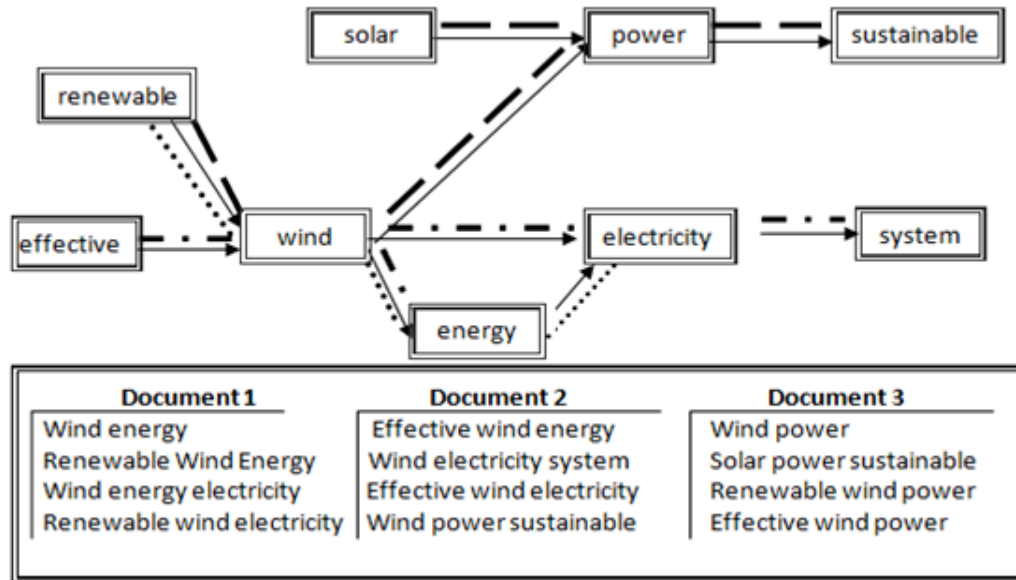 solar
power
sustainable
renewable
effective
wind
electricity
system
energy
Document 1
Wind energy
Renewable Wind Energy
Wind energy electricity
Renewable wind electricity
Document 2
Effective wind energy
Wind electricity system
Effective wind electricity
Wind power sustainable
Document 3
Wind power
Solar power sustainable
Renewable wind power
Effective wind power